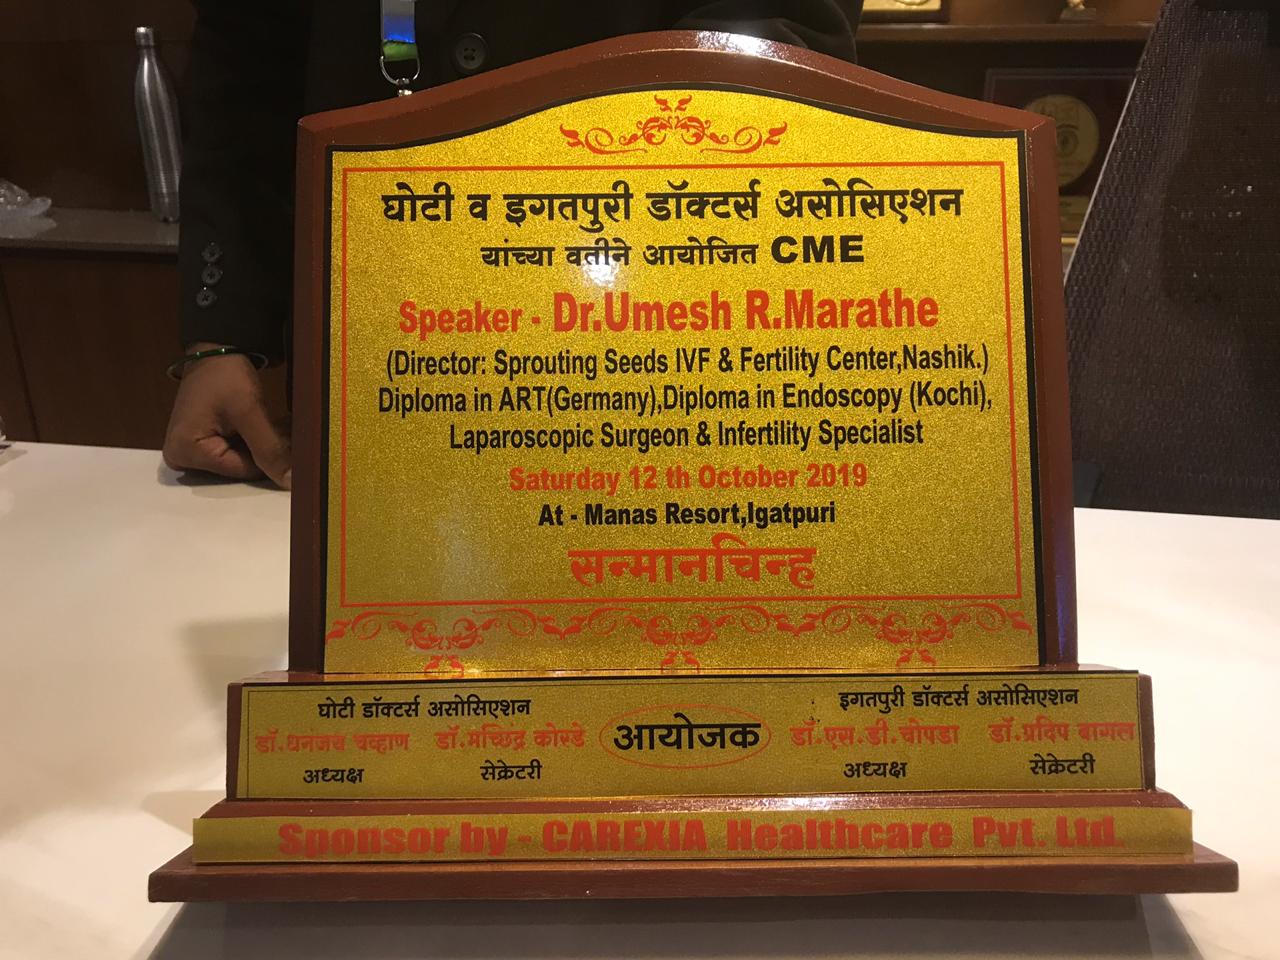 घोटी व इगतपुरी डॉक्टर्स असोसिएशन
यांच्या वतीने आयोजित CME
Speaker - Dr.Umesh R.Marathe
(Director: Sprouting Seeds IVF & Fertility Center,Nashik.)
Diploma in ART(Germany),Diploma in Endoscopy (Kochi),
Laparoscopic Surgeon & Infertility Specialist
Saturday 12 th October 2019
At - Manas Resort,Igatpuri
सन्मानचिन्ह
घोटी डॉक्टर्स असोसिएशन
डॉ.धनंजय चव्हाण डॉ.मच्छिंद्र कोरडे
अध्यक्ष सेक्रेटरी
आयोजक
इगतपुरी डॉक्टर्स असोसिएशन
डॉ.एस.डी.चोपडा डॉ.प्रदिप बागल
अध्यक्ष सेक्रेटरी
Sponsor by - CAREXIA Healthcare Pvt. Ltd.